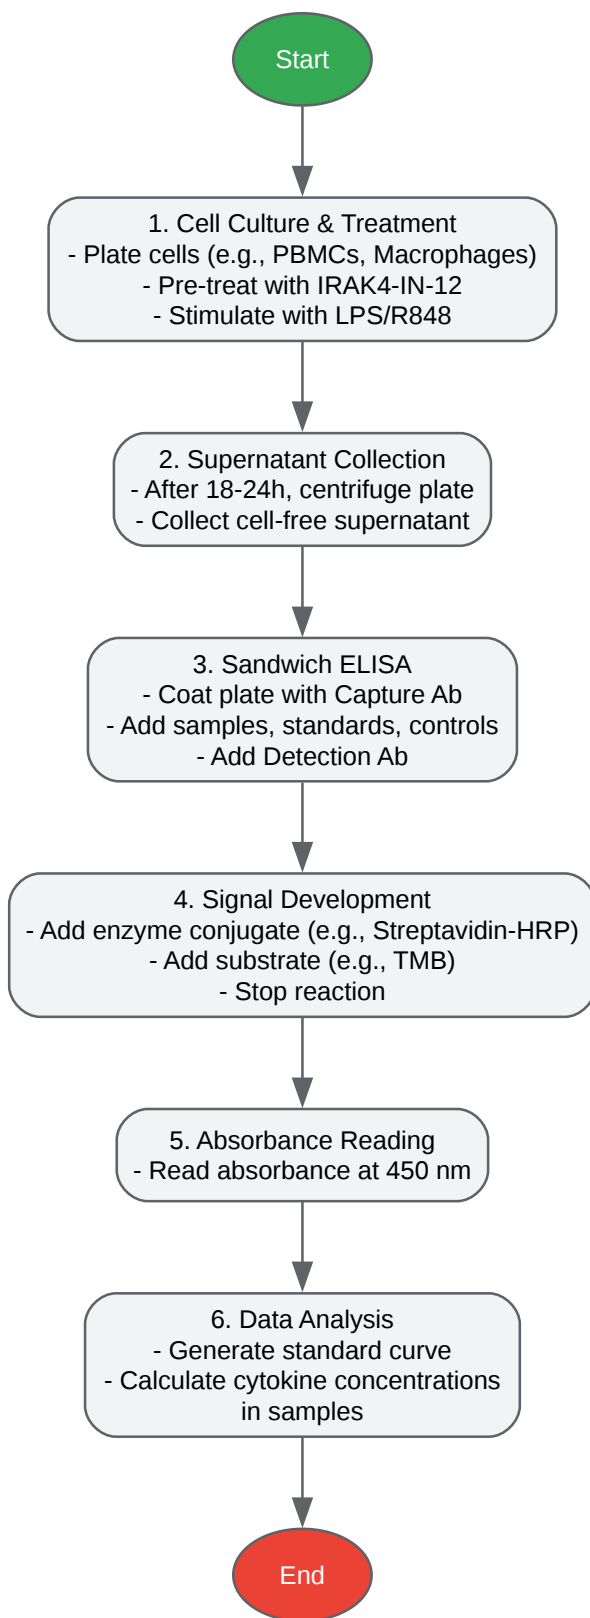 Start
1. Cell Culture & Treatment
- Plate cells (e.g., PBMCs, Macrophages)
- Pre-treat with IRAK4-IN-12
- Stimulate with LPS/R848
2. Supernatant Collection
- After 18-24h, centrifuge plate
- Collect cell-free supernatant
3. Sandwich ELISA
- Coat plate with Capture Ab
- Add samples, standards, controls
- Add Detection Ab
4. Signal Development
- Add enzyme conjugate (e.g., Streptavidin-HRP)
- Add substrate (e.g., TMB)
- Stop reaction
5. Absorbance Reading
- Read absorbance at 450 nm
6. Data Analysis
- Generate standard curve
- Calculate cytokine concentrations
in samples
End